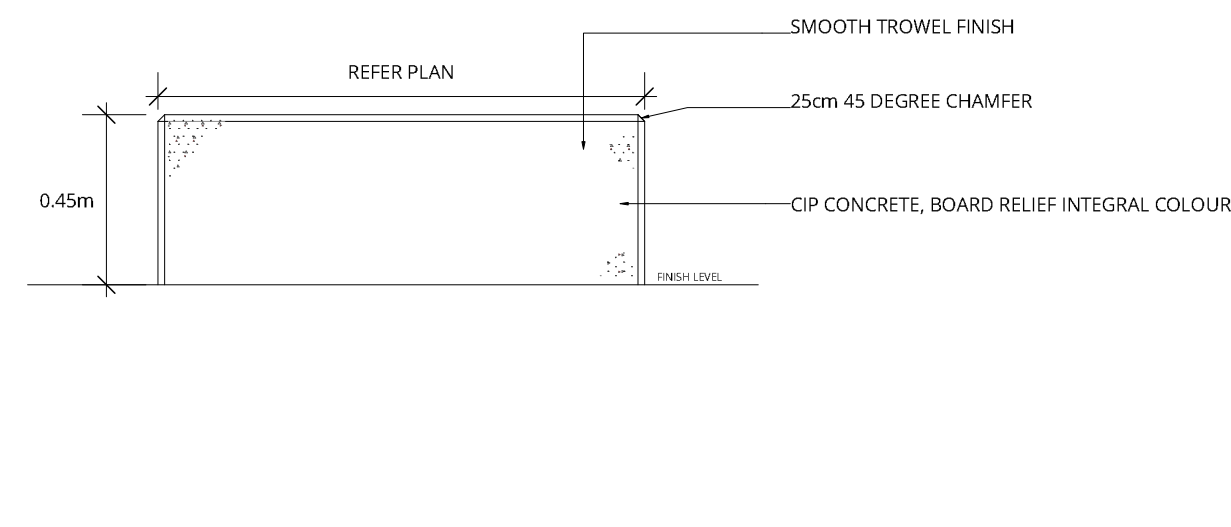 SMOOTH TROWEL FINISH
REFER PLAN
25cm 45 DEGREE CHAMFER
0.45m
CIP CONCRETE, BOARD RELIEF INTEGRAL COLOUR
FINISH LEVEL